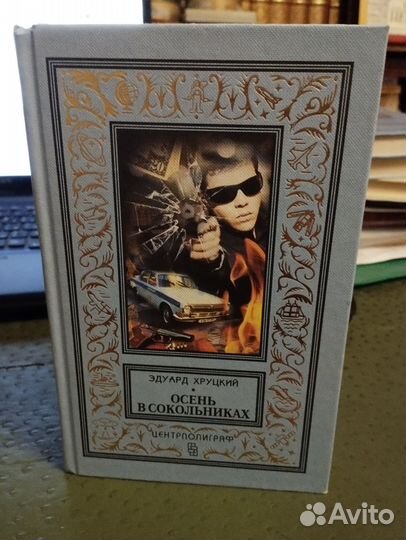 ЭДУАРД ХРУЦКИЙ
ОСЕНЬ
В СОКОЛЬНИКАХ
ЦЕНТРПОЛИГРАФ
Avito